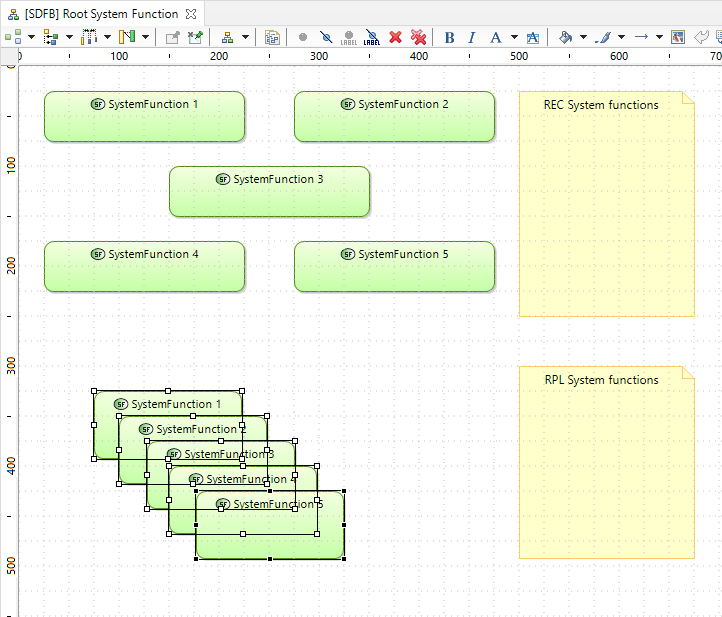 [SDFB] Root System Function
B I A A
LABEL LABEL
0 100 200 300 400 500 600 70
0
SF SystemFunction 1
SF SystemFunction 2
REC System functions
100
SF SystemFunction 3
200
SF SystemFunction 4
SF SystemFunction 5
300
RPL System functions
SF SystemFunction 1
SF SystemFunction 2
SF SystemFunction 3
400
SF SystemFunction 4
SF SystemFunction 5
500